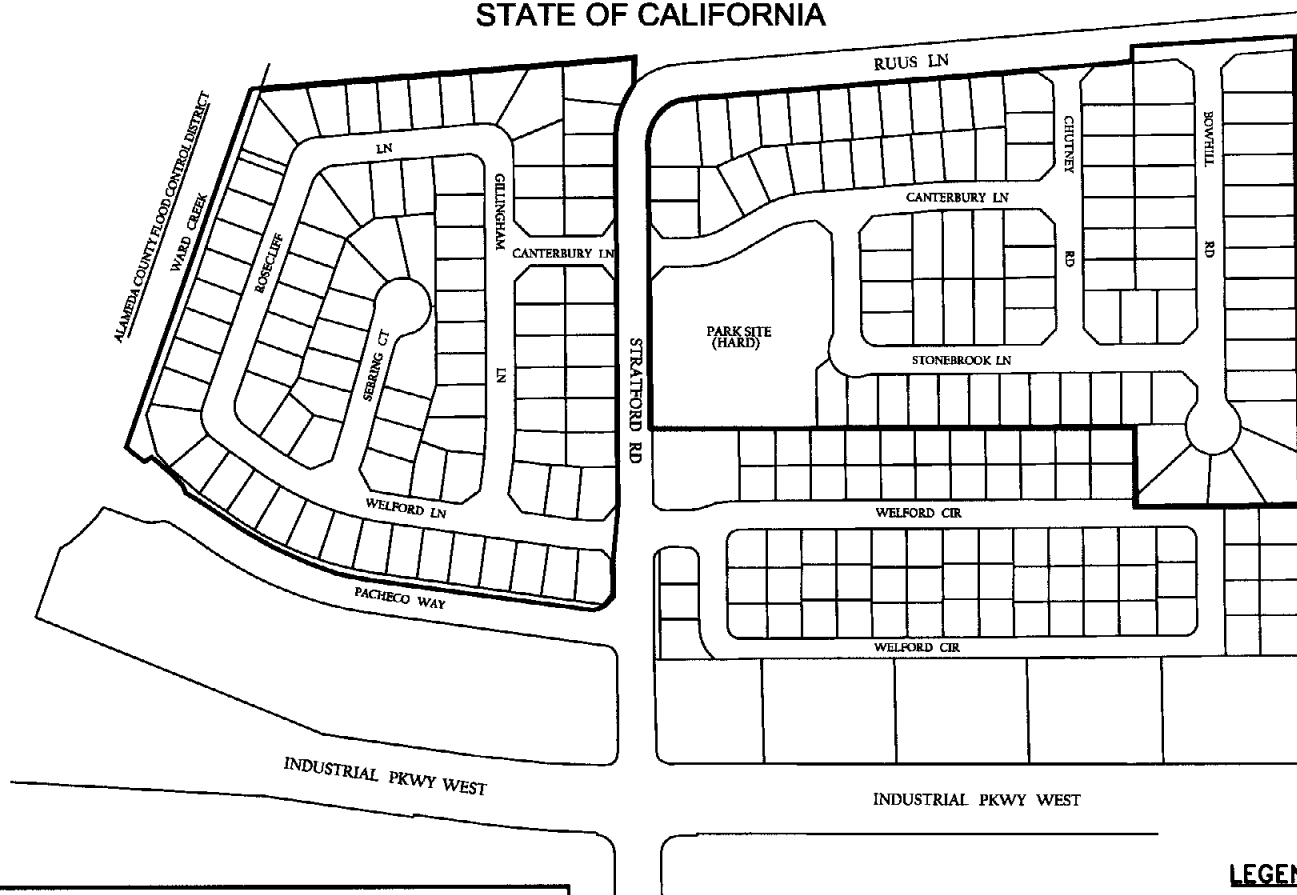 STATE OF CALIFORNIA
RUUS LN
ALAMEDA COUNTY FLOOD CONTROL DISTRICT
WARD CREEK
LN
GILLINGHAM
LN
ROSECLIFF
CANTERBURY LN
SEBRING CT
WELFORD LN
PACHECO WAY
STRATFORD RD
CHUTNEY
RD
BOWHILL
RD
CANTERBURY LN
PARK SITE
(HARD)
STONEBROOK LN
WELFORD CIR
WELFORD CIR
INDUSTRIAL PKWY WEST
INDUSTRIAL PKWY WEST